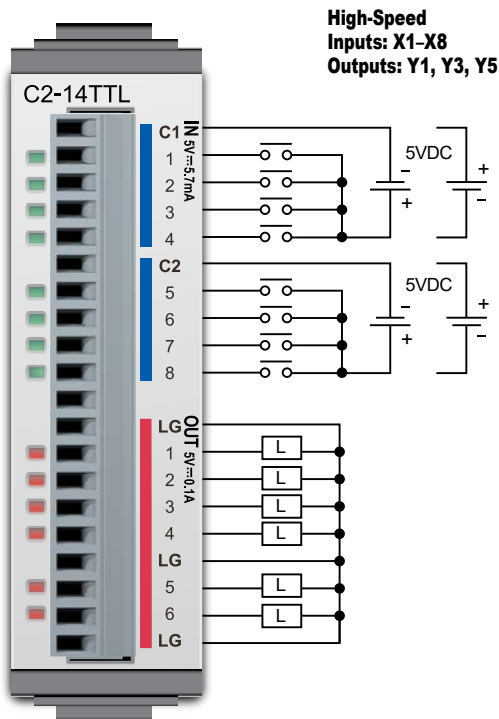 High-Speed
Inputs: X1–X8
Outputs: Y1, Y3, Y5
C2-14TTL
IN 5V⎓5.7mA
C1
1
2
3
4
5VDC
-
+
+
-
C2
5
6
7
8
5VDC
-
+
+
-
OUT 5V⎓0.1A
LG
1 L
2 L
3 L
4 L
LG
5 L
6 L
LG